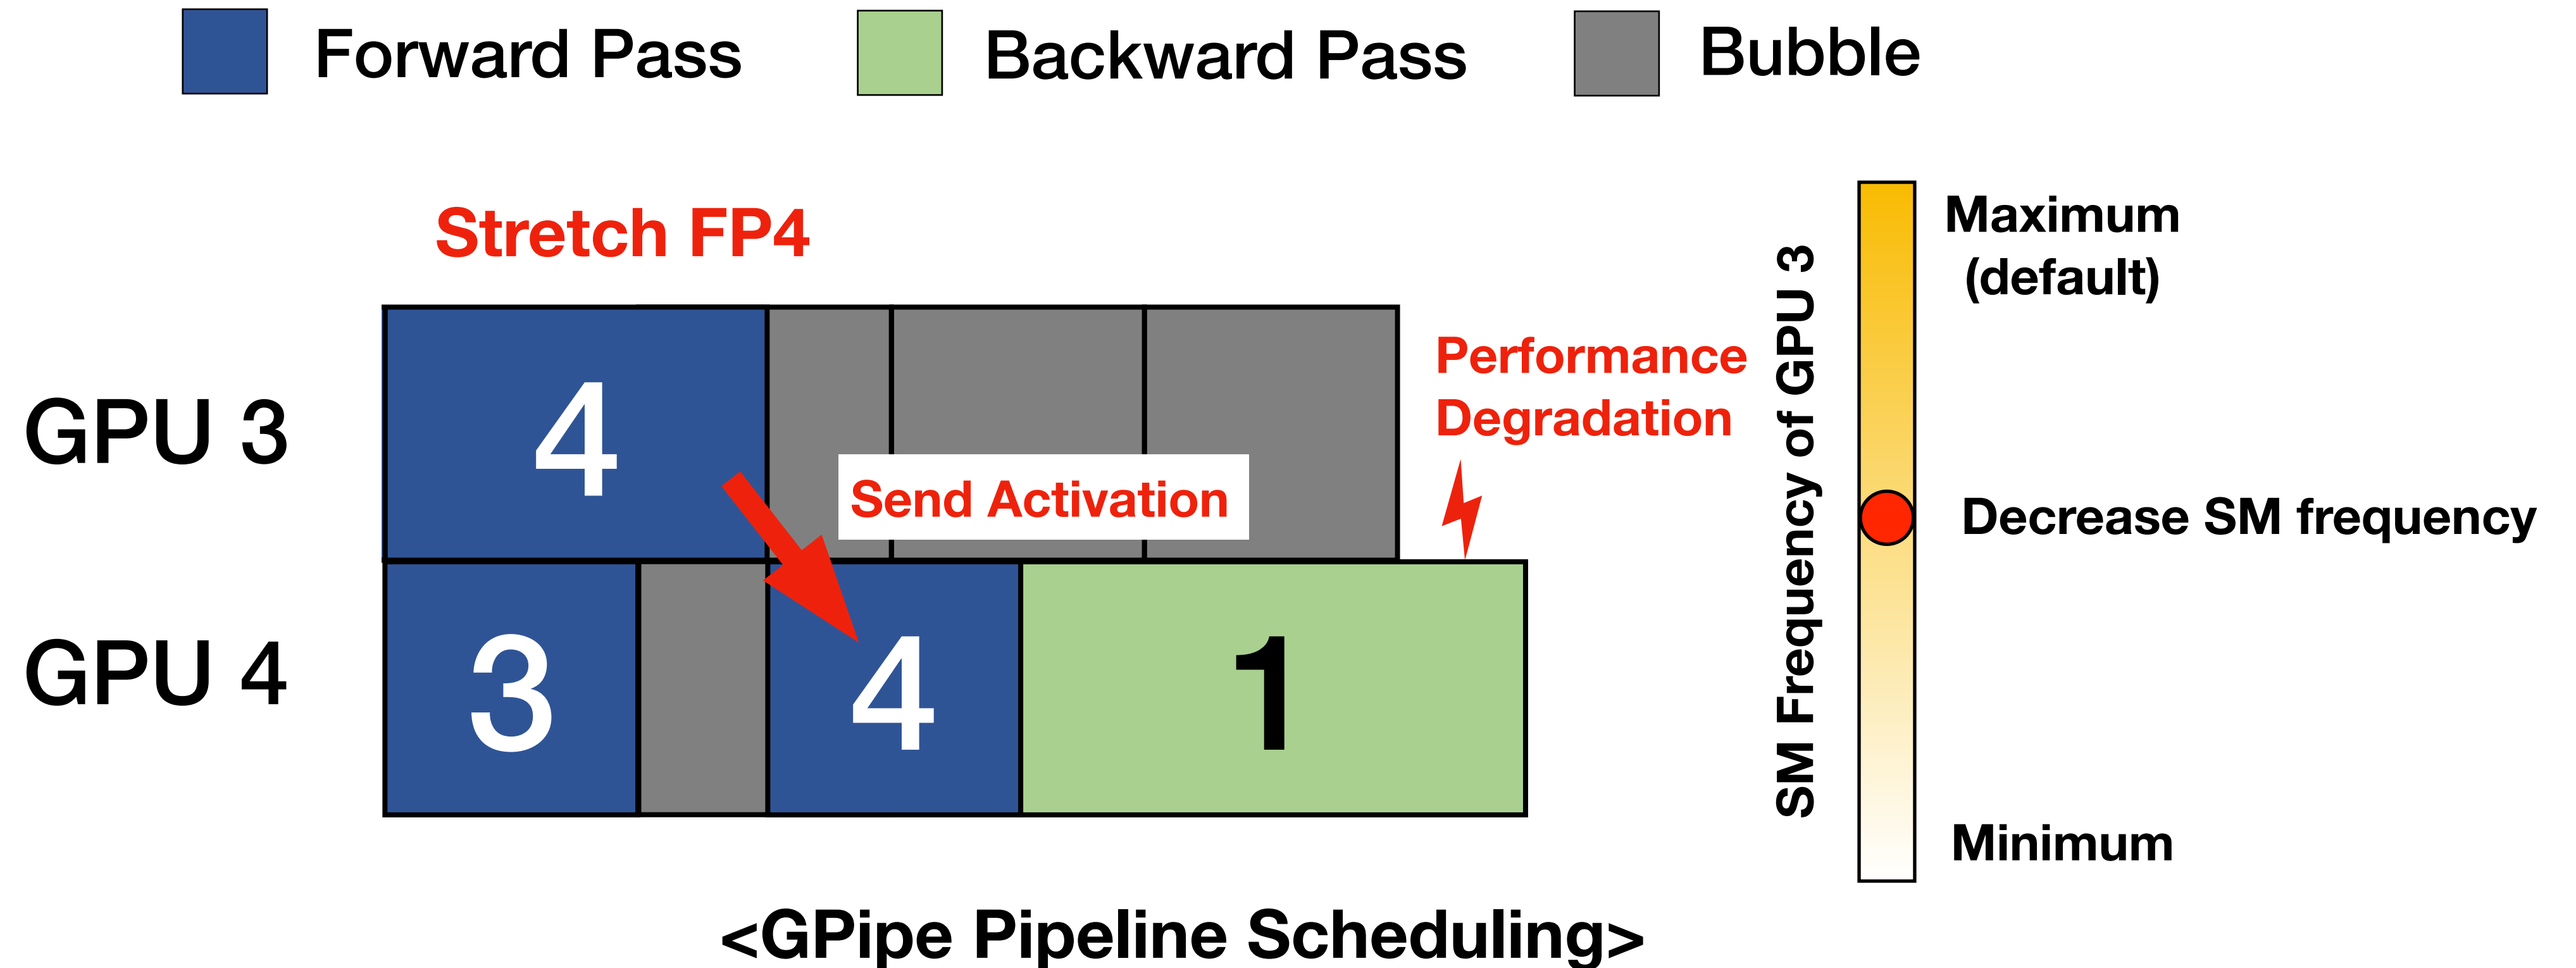 Forward Pass
Backward Pass
Bubble
Stretch FP4
GPU 3
4
Send Activation
Performance
Degradation
GPU 4
3
4
1
SM Frequency of GPU 3
Maximum
(default)
Decrease SM frequency
Minimum
<GPipe Pipeline Scheduling>